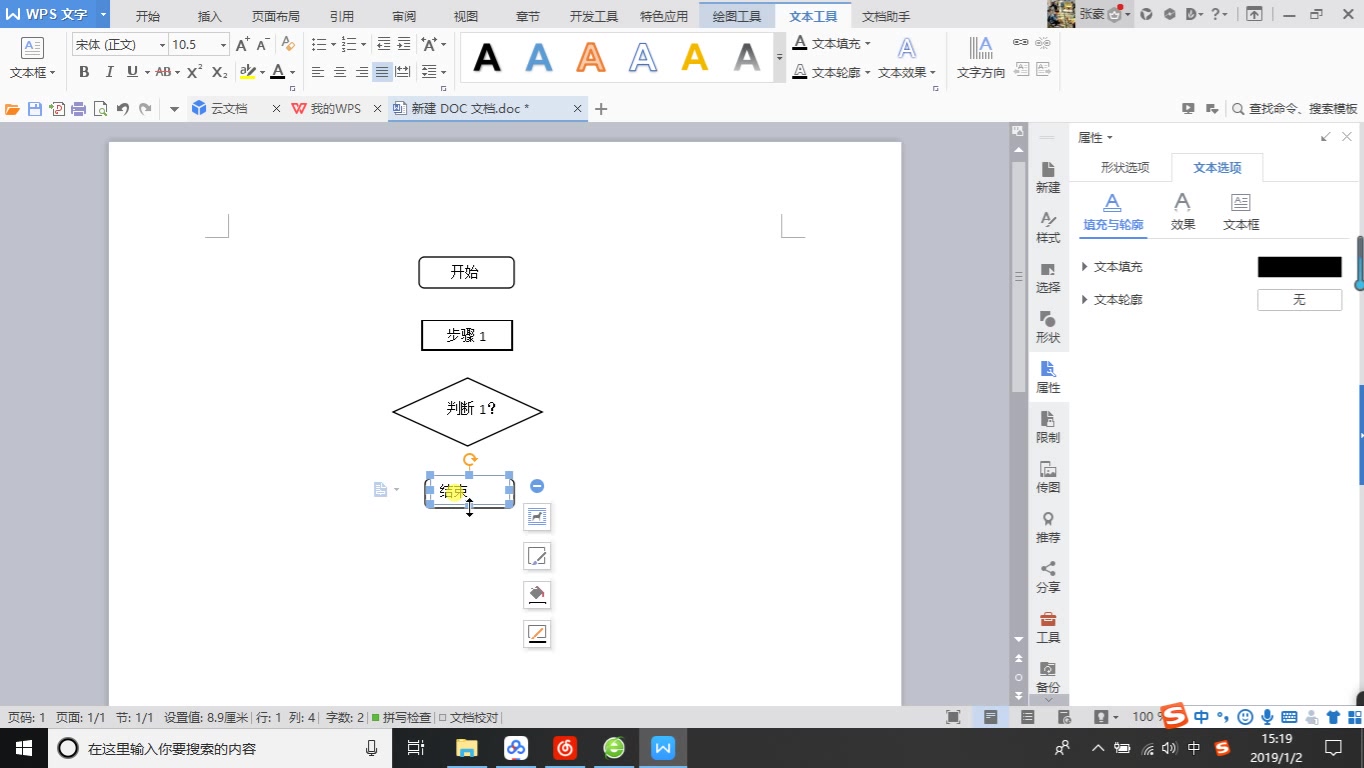 WPS 文字
开始 插入 页面布局 引用 审阅 视图 章节 开发工具 特色应用 绘图工具 文本工具 文档助手 张豪
宋体 (正文) 10.5 文本填充
文本框 文本轮廓 文本效果 文字方向
云文档 我的WPS 新建 DOC 文档.doc * 查找命令、搜索模板
属性
形状选项 文本选项
填充与轮廓 效果 文本框
文本填充
文本轮廓 无
新建
样式
选择
形状
属性
限制
传图
推荐
分享
工具
备份
开始
步骤 1
判断 1?
结束
页码: 1 页面: 1/1 节: 1/1 设置值: 8.9厘米 行: 1 列: 4 字数: 2 拼写检查 文档校对 100 % 中
在这里输入你要搜索的内容 中 15:19
2019/1/2